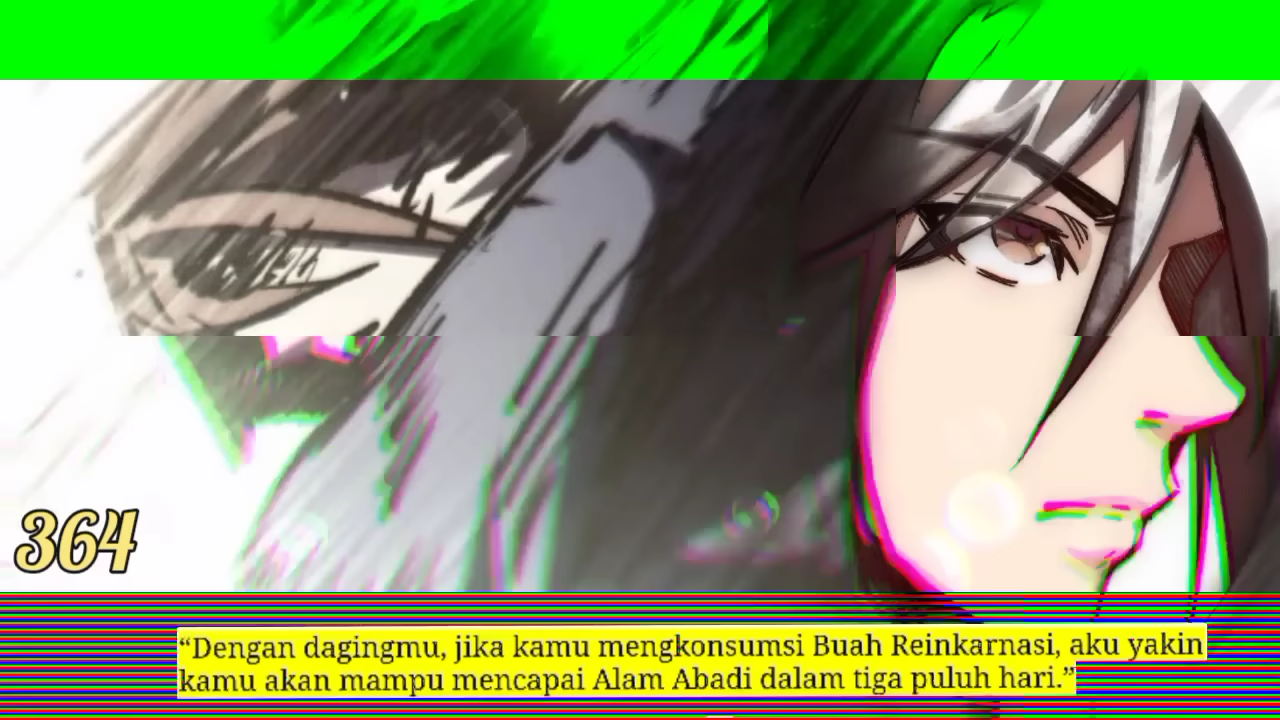 364
“Dengan dagingmu, jika kamu mengkonsumsi Buah Reinkarnasi, aku yakin
kamu akan mampu mencapai Alam Abadi dalam tiga puluh hari.”